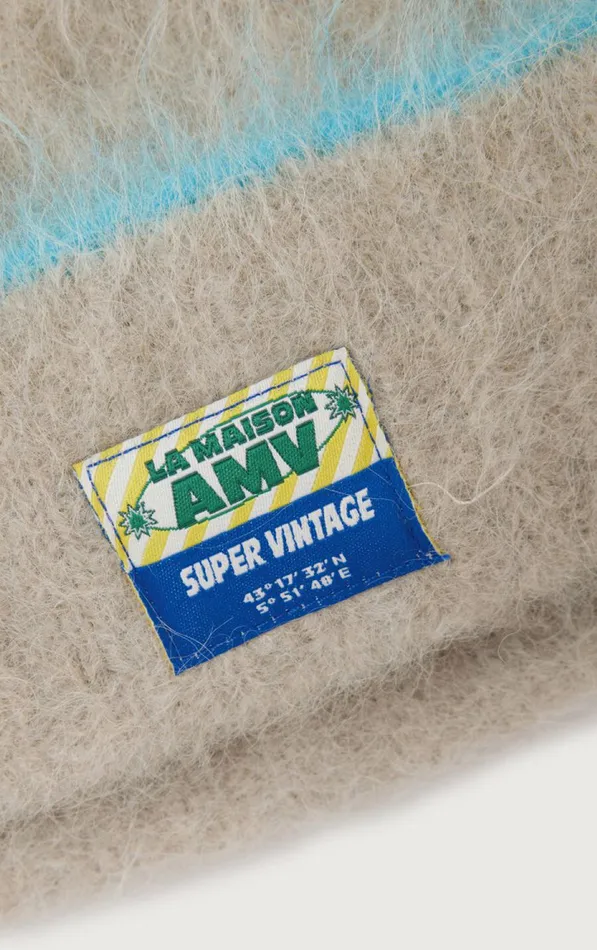 LA MAISON
AMV
SUPER VINTAGE
43° 17' 32' N
5° 51' 48' E